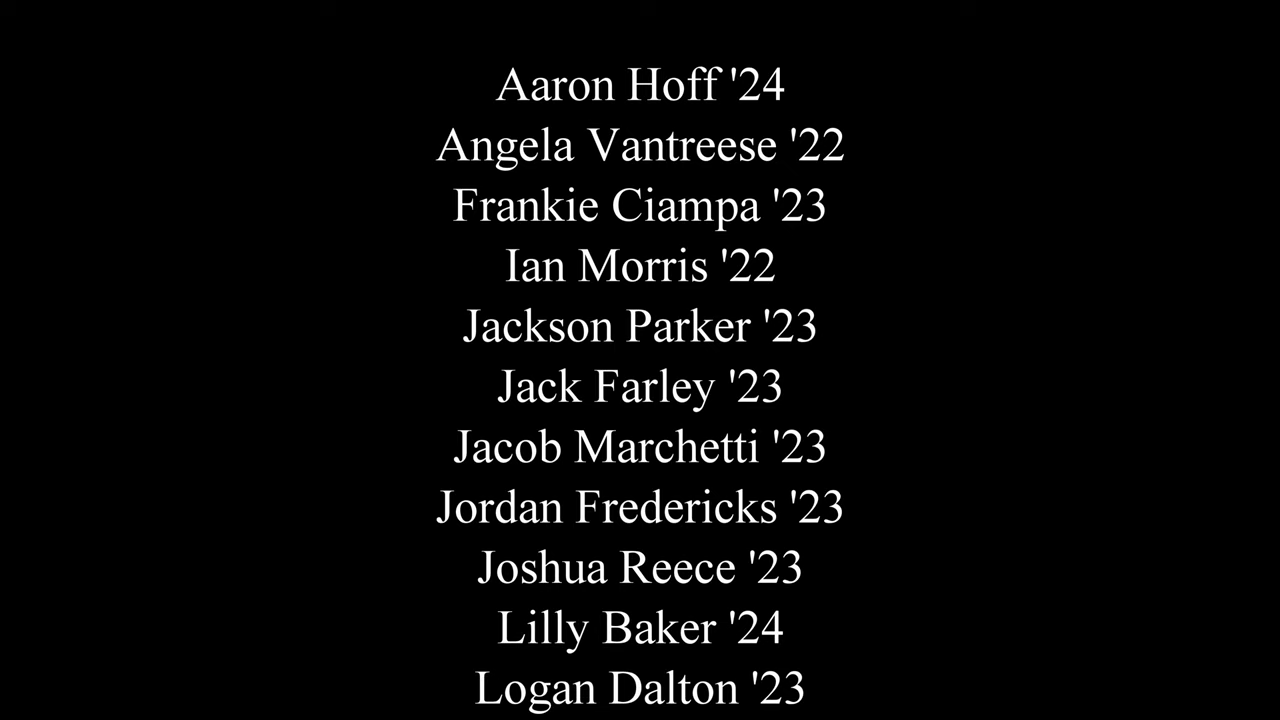 Aaron Hoff '24
Angela Vantreese '22
Frankie Ciampa '23
Ian Morris '22
Jackson Parker '23
Jack Farley '23
Jacob Marchetti '23
Jordan Fredericks '23
Joshua Reece '23
Lilly Baker '24
Logan Dalton '23